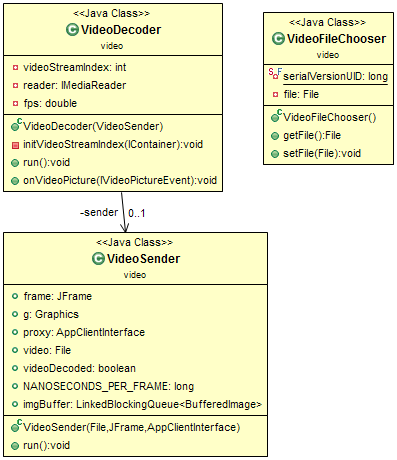 <<Java Class>>
VideoDecoder
video
videoStreamIndex: int
reader: IMediaReader
fps: double
VideoDecoder(VideoSender)
initVideoStreamIndex(IContainer):void
run():void
onVideoPicture(IVideoPictureEvent):void
<<Java Class>>
VideoFileChooser
video
serialVersionUID: long
file: File
VideoFileChooser()
getFile():File
setFile(File):void
-sender 0..1
<<Java Class>>
VideoSender
video
frame: JFrame
g: Graphics
proxy: AppClientInterface
video: File
videoDecoded: boolean
NANOSECONDS_PER_FRAME: long
imgBuffer: LinkedBlockingQueue<BufferedImage>
VideoSender(File,JFrame,AppClientInterface)
run():void